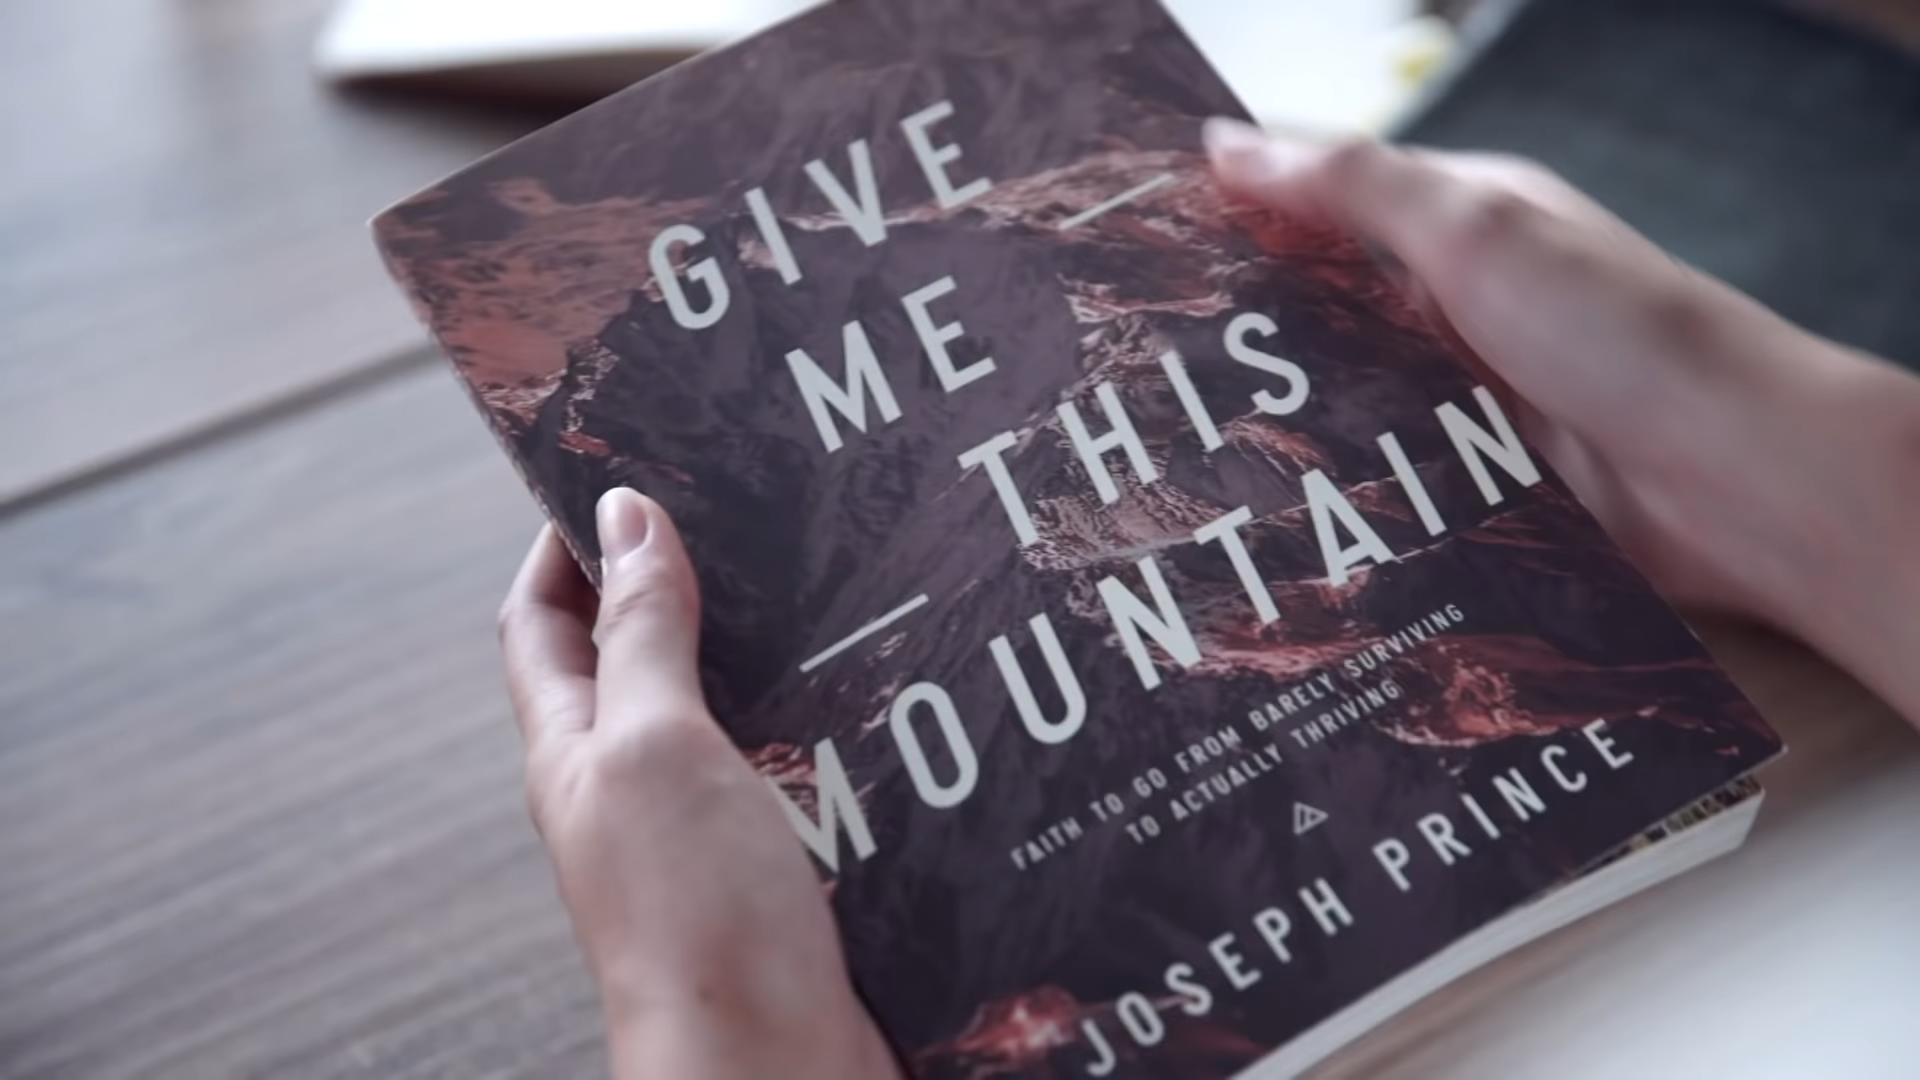 GIVE
ME
THIS
MOUNTAIN
FAITH TO GO FROM BARELY SURVIVING
TO ACTUALLY THRIVING
JOSEPH PRINCE